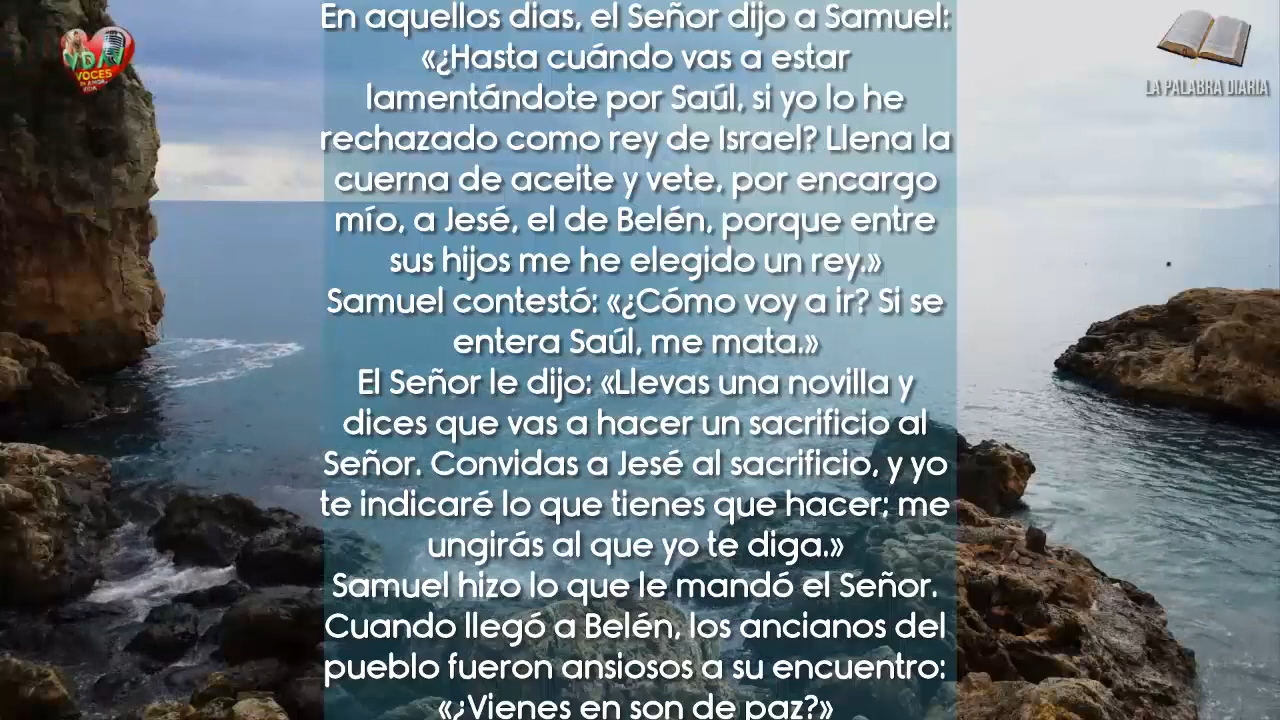 En aquellos dias, el Señor dijo a Samuel:
«¿Hasta cuándo vas a estar
lamentándote por Saúl, si yo lo he
rechazado como rey de Israel? Llena la
cuerna de aceite y vete, por encargo
mío, a Jesé, el de Belén, porque entre
sus hijos me he elegido un rey.»
Samuel contestó: «¿Cómo voy a ir? Si se
entera Saúl, me mata.»
El Señor le dijo: «Llevas una novilla y
dices que vas a hacer un sacrificio al
Señor. Convidas a Jesé al sacrificio, y yo
te indicaré lo que tienes que hacer; me
ungirás al que yo te diga.»
Samuel hizo lo que le mandó el Señor.
Cuando llegó a Belén, los ancianos del
pueblo fueron ansiosos a su encuentro:
«¿Vienes en son de paz?»
VOCES
VIDA
LA PALABRA DIARIA